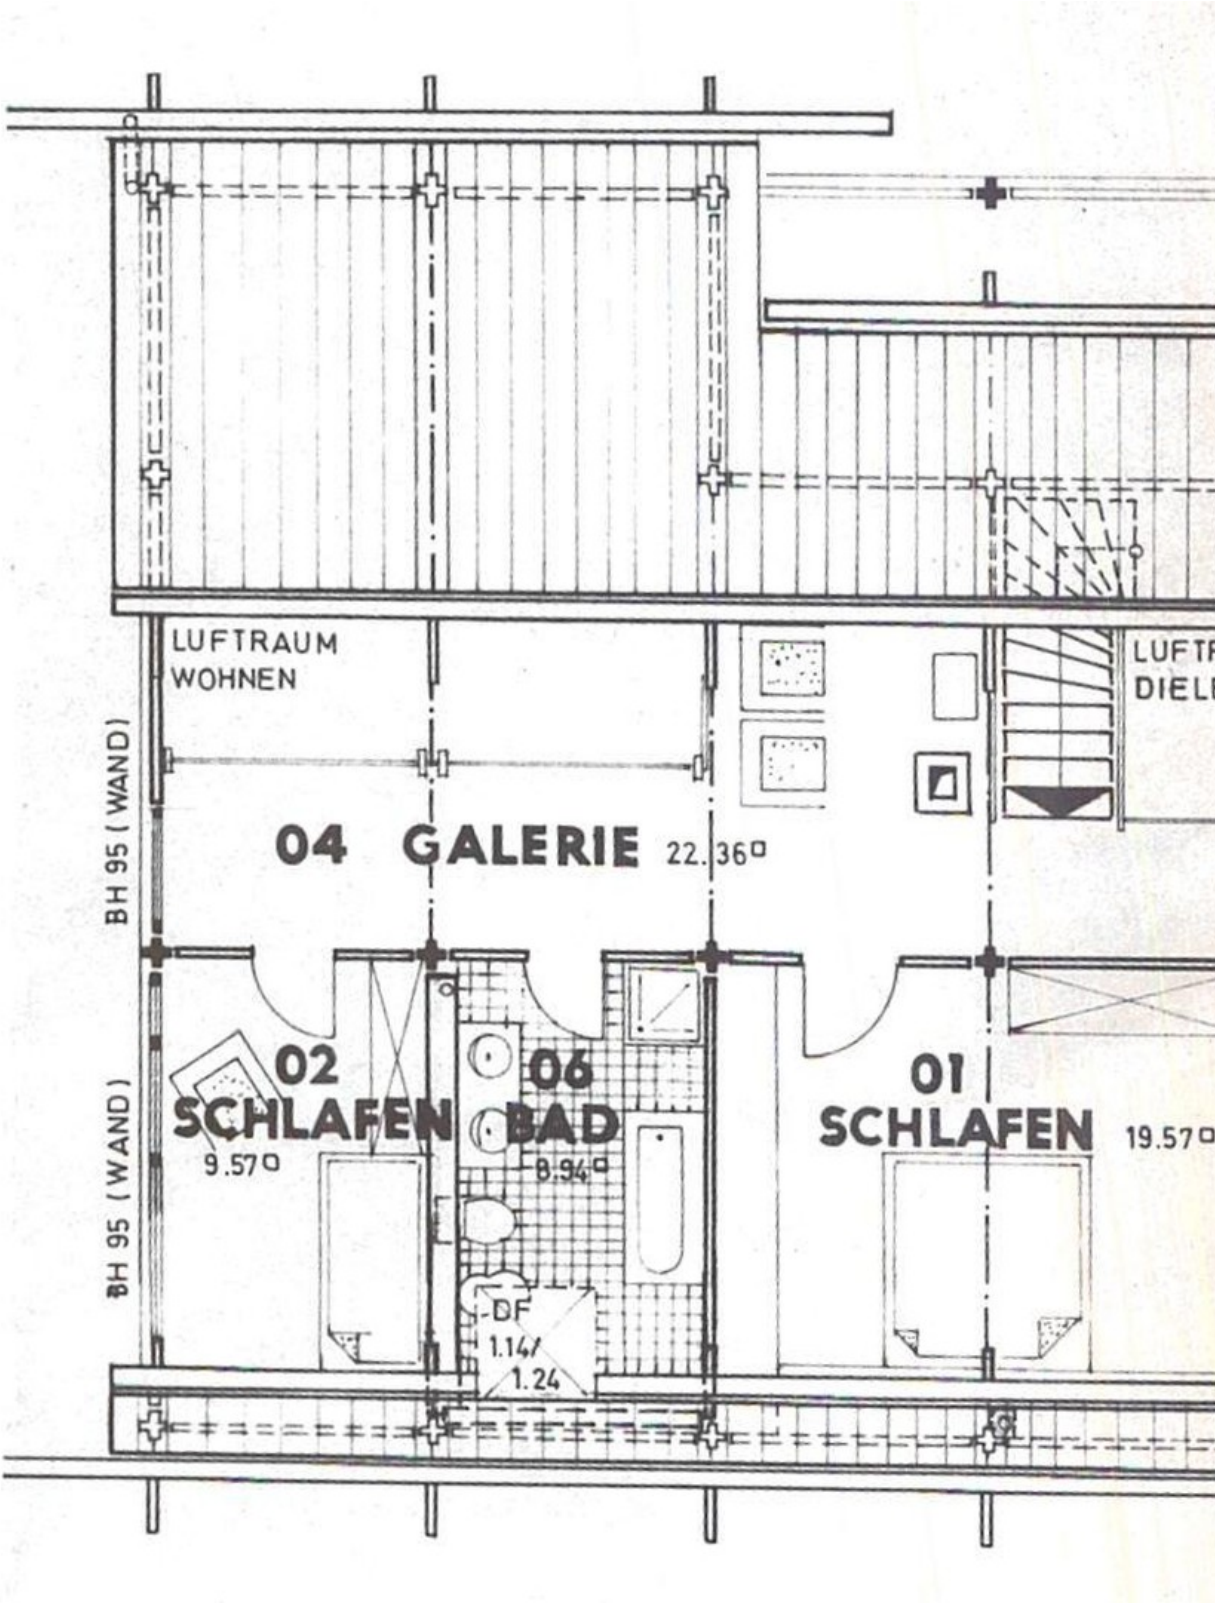 LUFTRAUM
WOHNEN
DIELE
BH 95 (WAND)
04 GALERIE 22.36□
BH 95 (WAND)
02
SCHLAFEN
9.57□
06
BAD
8.94□
01
SCHLAFEN 19.57□
DF
1.14/
1.24